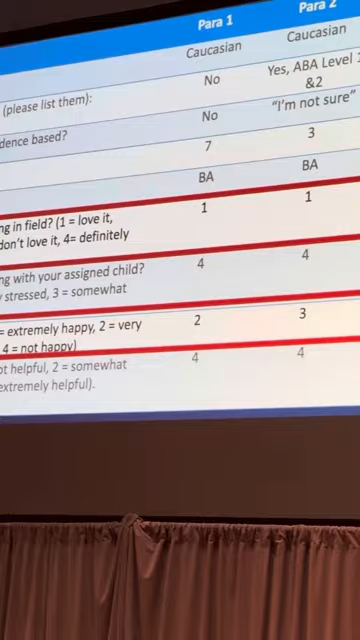 Para 1 Para 2
Caucasian Caucasian
(please list them): No Yes, ABA Level
&2
dence based? No "I'm not sure"
7 3
BA BA
ng in field? (1 = love it, 1 1
don't love it, 4= definitely
ng with your assigned child? 4 4
stressed, 3 = somewhat
= extremely happy, 2 = very 2 3
4 = not happy)
ot helpful, 2 = somewhat 4 4
extremely helpful).